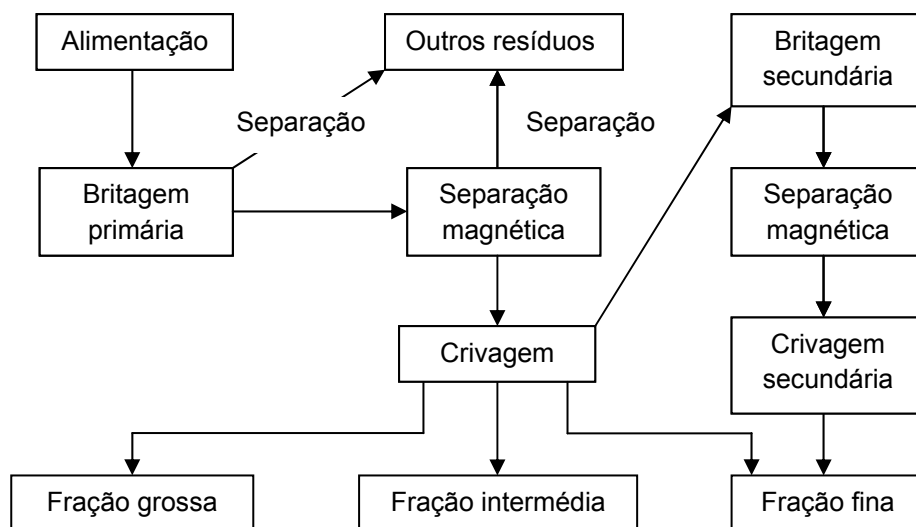 Alimentação
Outros resíduos
Britagem
secundária
Separação
Separação
Britagem
primária
Separação
magnética
Separação
magnética
Crivagem
Crivagem
secundária
Fração grossa
Fração intermédia
Fração fina